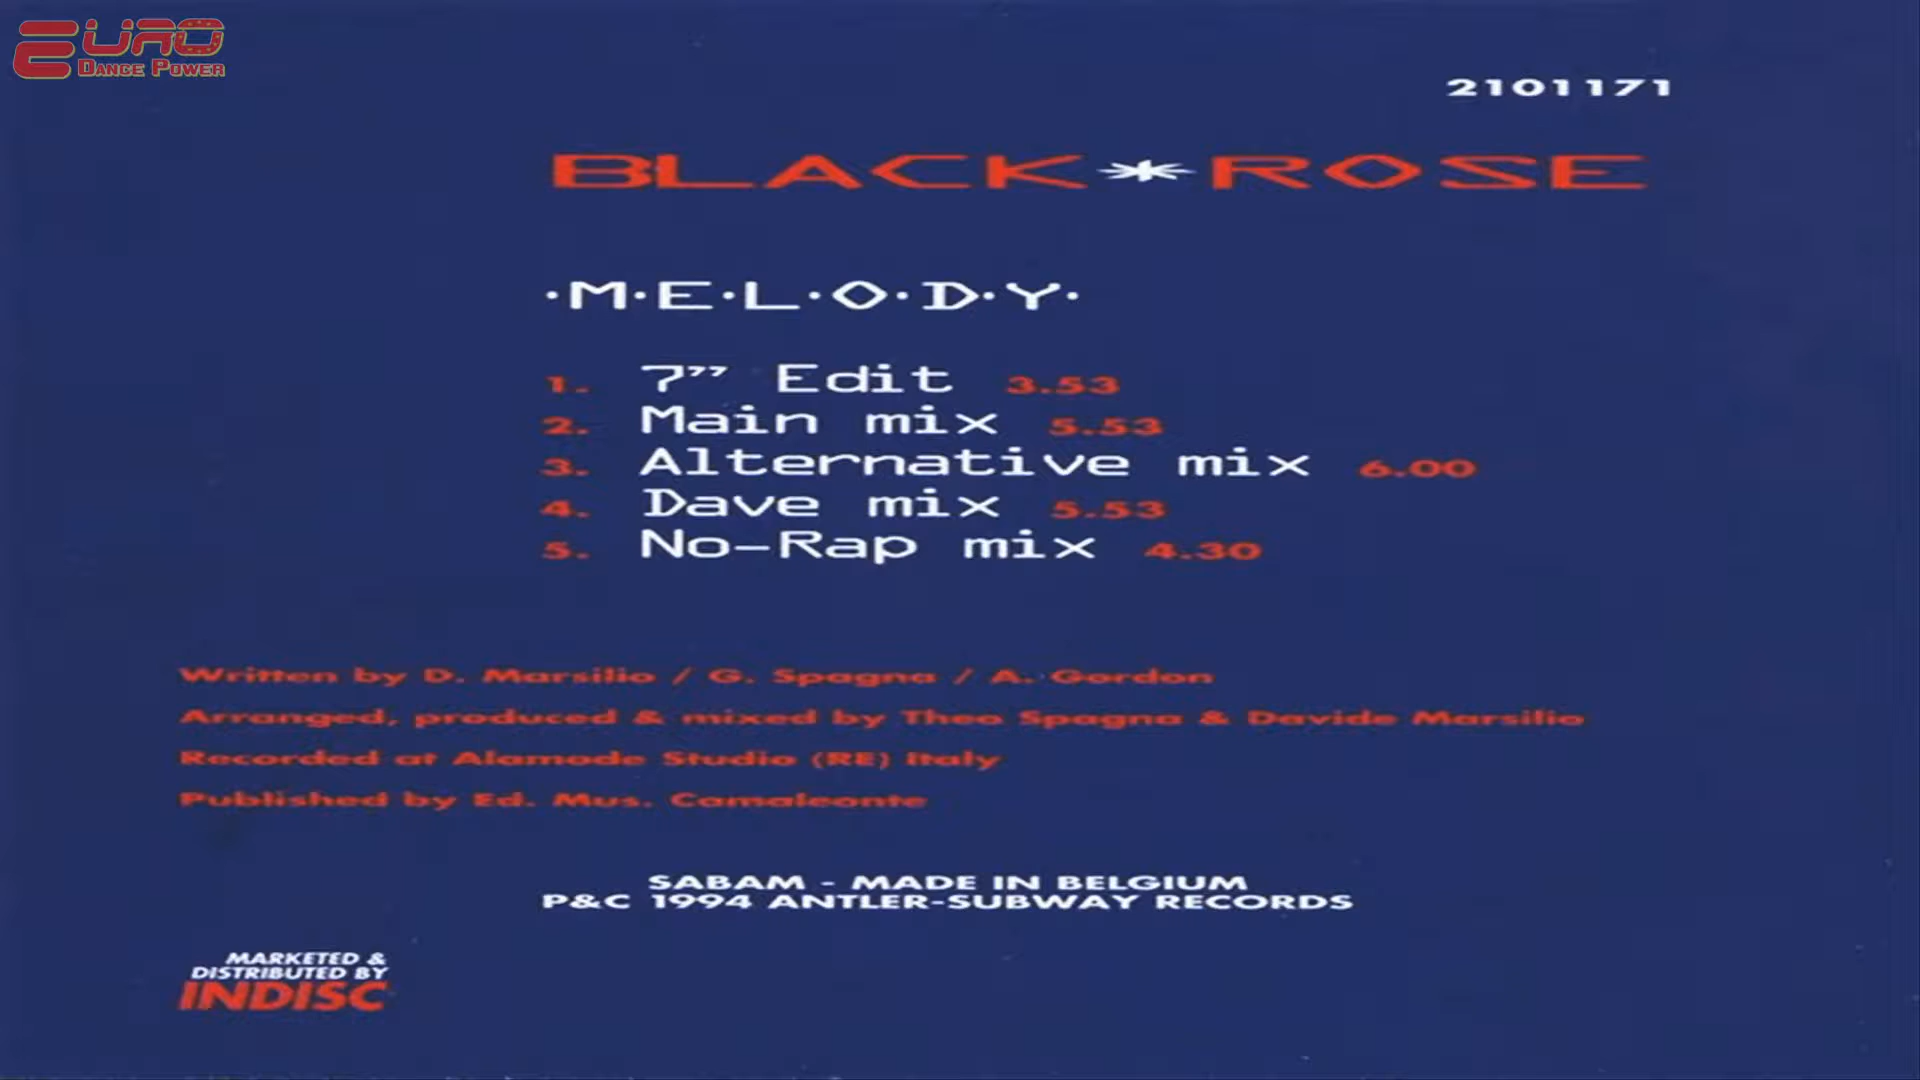 EURO
DANCE POWER
2101171
BLACK*ROSE
·M·E·L·O·D·Y·
1. 7” Edit 3.53
2. Main mix 5.53
3. Alternative mix 6.00
4. Dave mix 5.53
5. No-Rap mix 4.30
Written by D. Marsilio / G. Spagna / A. Gordon
Arranged, produced & mixed by Theo Spagna & Davide Marsilio
Recorded at Alamode Studio (RE) Italy
Published by Ed. Mus. Camaleonte
SABAM - MADE IN BELGIUM
P&C 1994 ANTLER-SUBWAY RECORDS
MARKETED &
DISTRIBUTED BY
INDISC